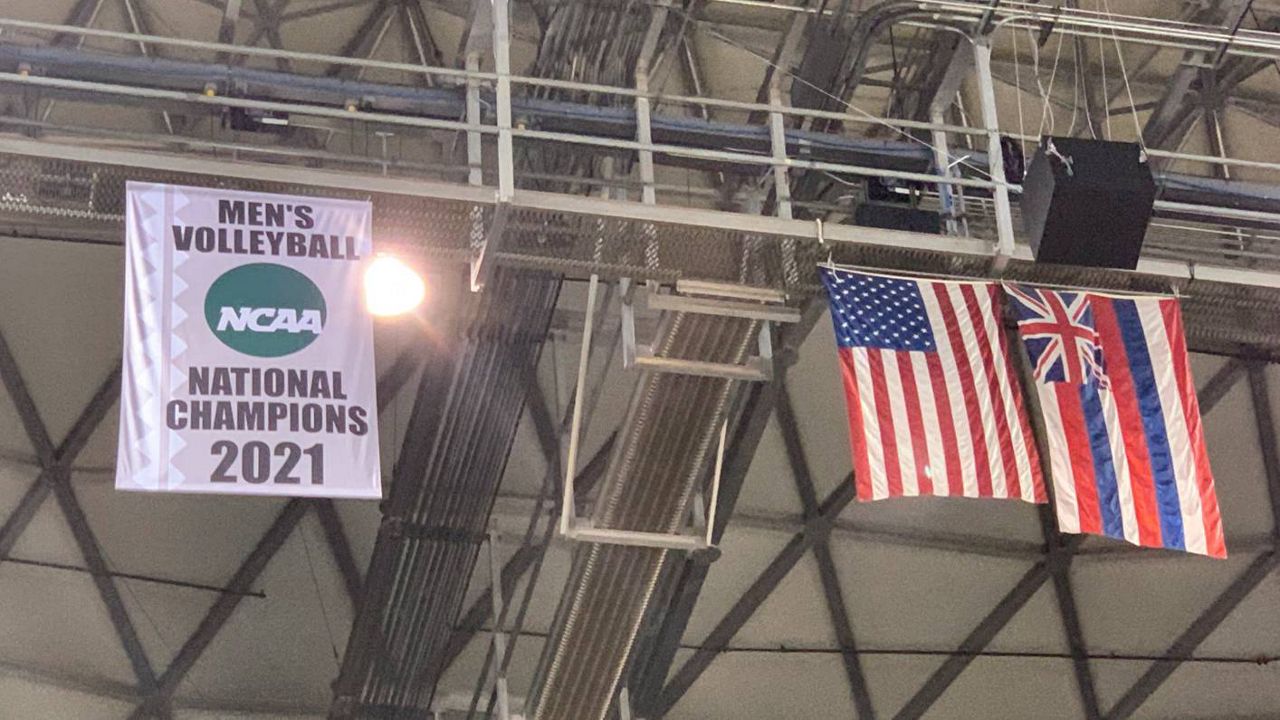 MEN'S
VOLLEYBALL
NCAA
NATIONAL
CHAMPIONS
2021